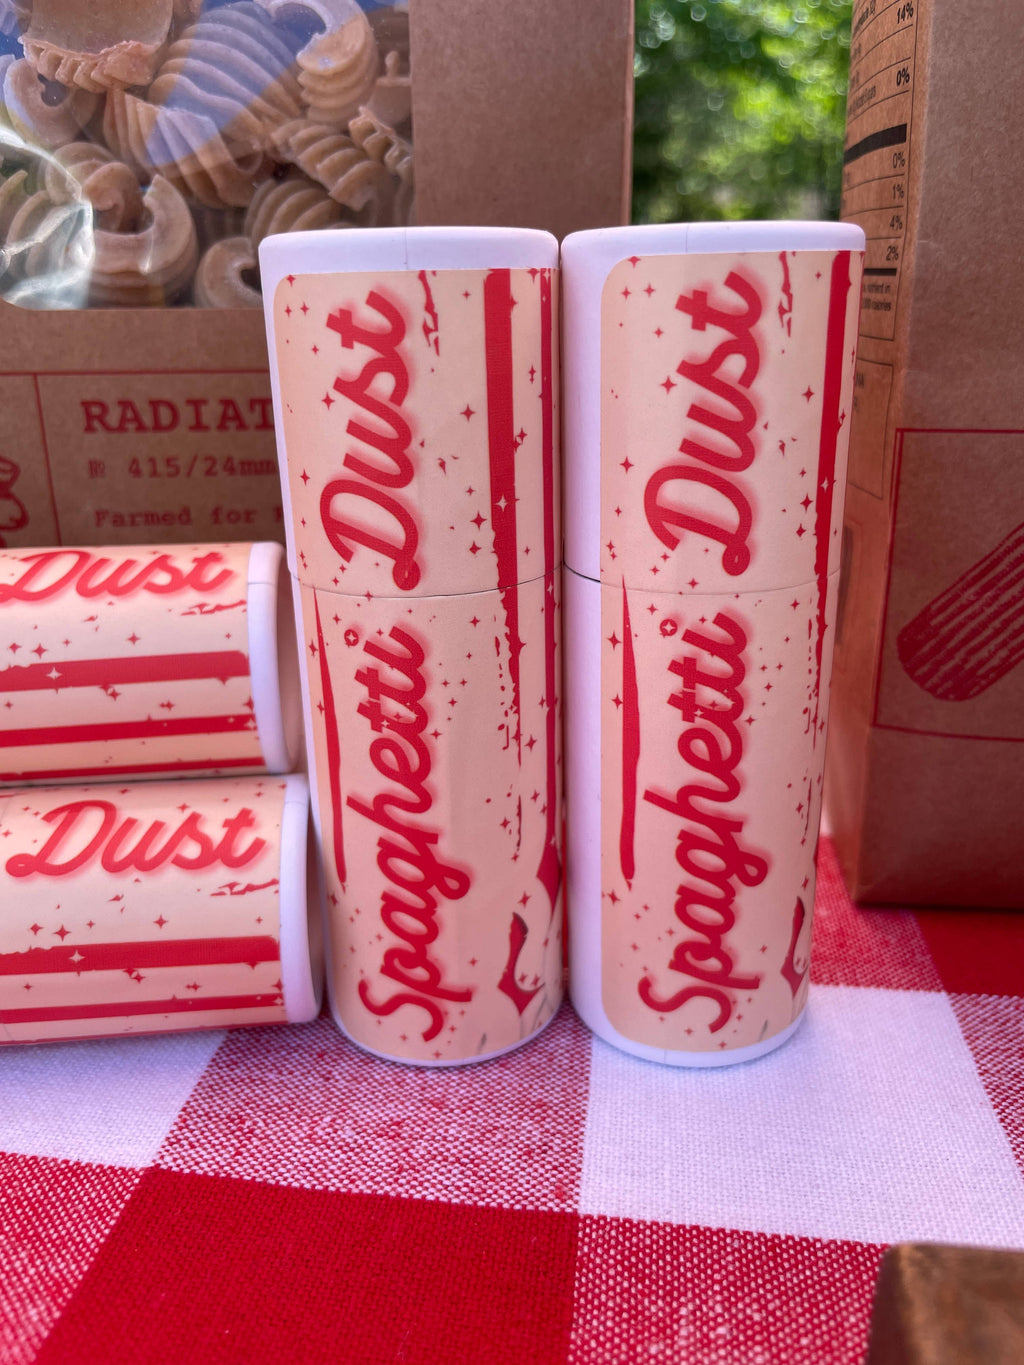 14%
0%
0%
1%
4%
2%
RADIAT
№ 415/24mm
Farmed for
Dust
Dust
Spaghetti Dust
Spaghetti Dust